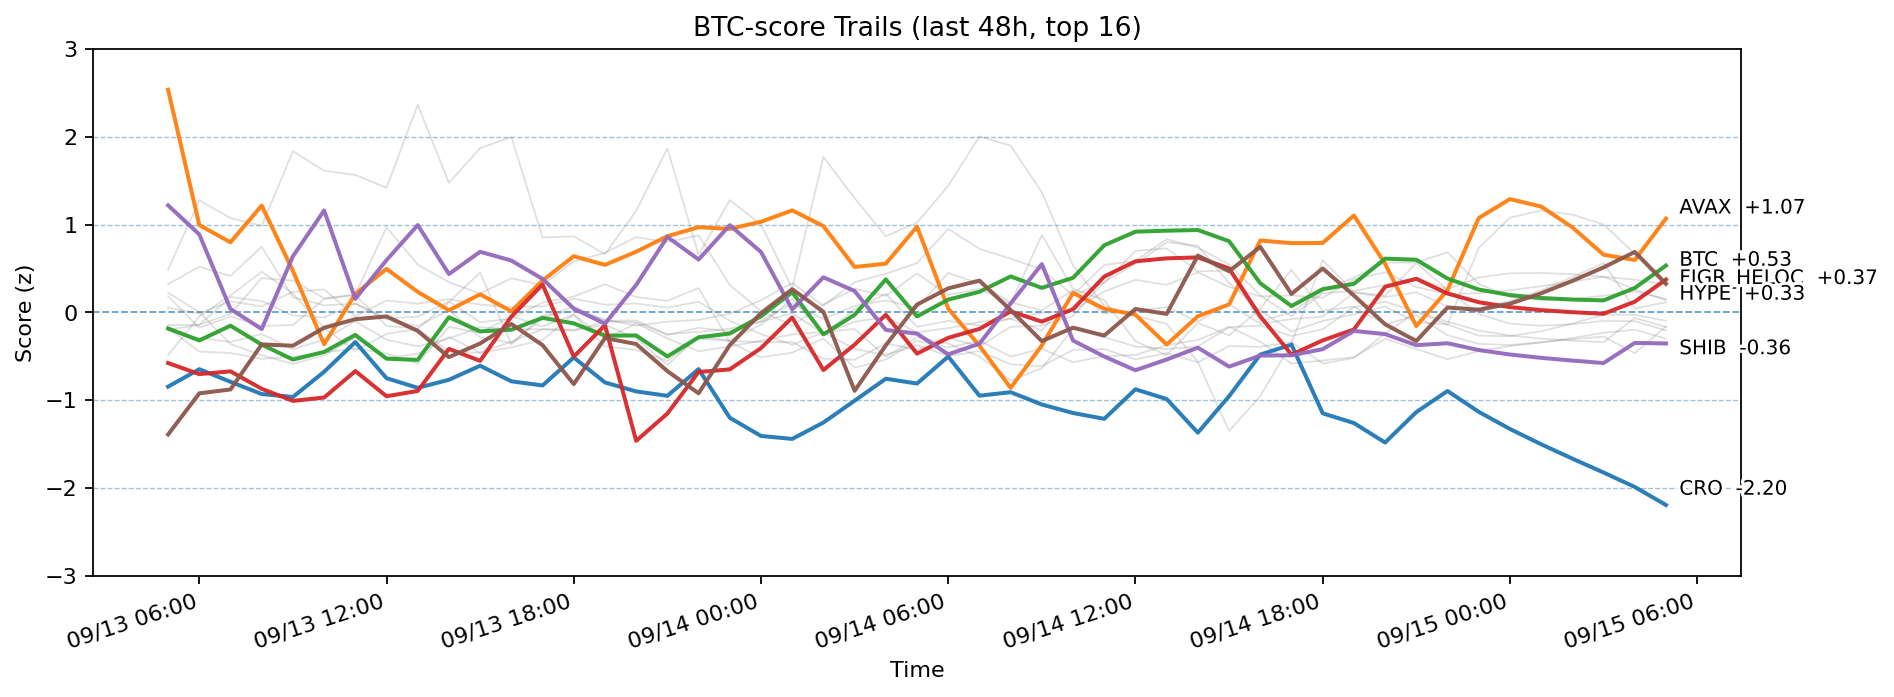 BTC-score Trails (last 48h, top 16)
Score (z)
3
2
1
0
−1
−2
−3
AVAX +1.07
BTC +0.53
FIGR_HELOC +0.37
HYPE +0.33
SHIB -0.36
CRO -2.20
09/13 06:00
09/13 12:00
09/13 18:00
09/14 00:00
09/14 06:00
09/14 12:00
09/14 18:00
09/15 00:00
09/15 06:00
Time